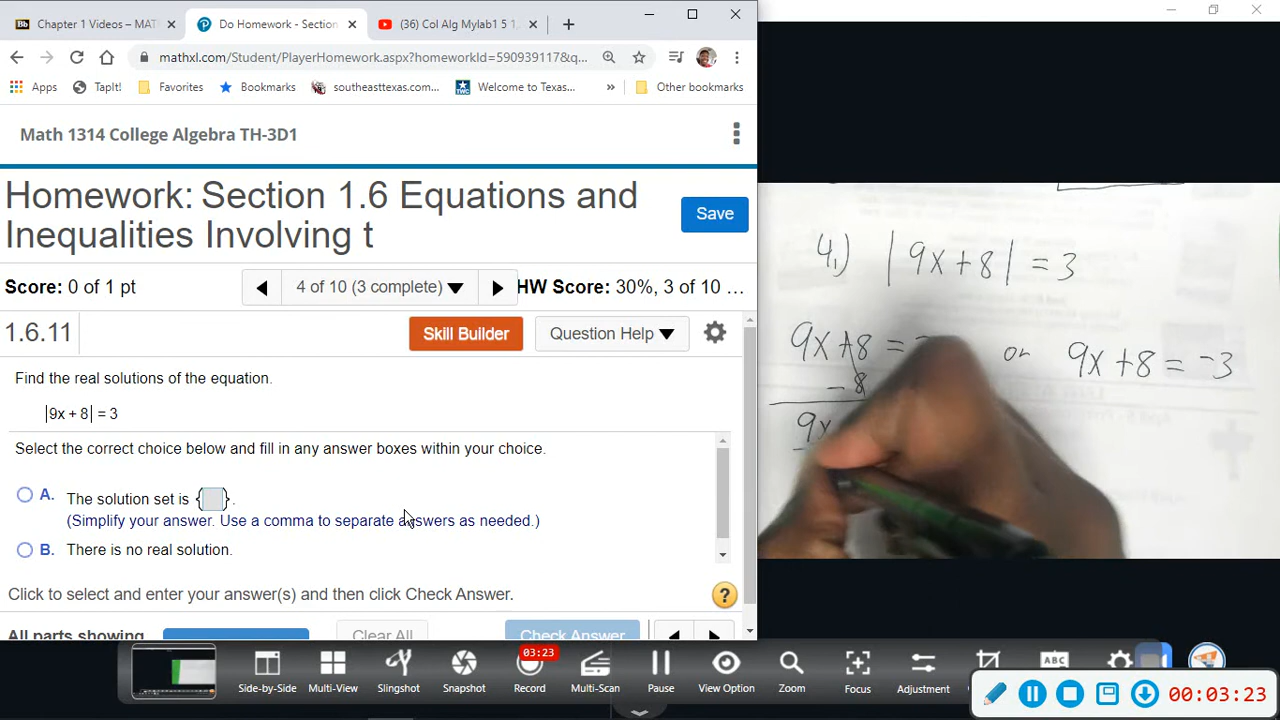 Chapter 1 Videos – MAT
Do Homework - Section
(36) Col Alg Mylab1 5 1.
mathxl.com/Student/PlayerHomework.aspx?homeworkId=590939117&q...
Apps
TapIt!
Favorites
Bookmarks
southeasttexas.com...
Welcome to Texas...
»
Other bookmarks
Math 1314 College Algebra TH-3D1
Homework: Section 1.6 Equations and
Inequalities Involving t
Save
Score: 0 of 1 pt
4 of 10 (3 complete)
HW Score: 30%, 3 of 10 ...
1.6.11
Skill Builder
Question Help
Find the real solutions of the equation.
|9x + 8| = 3
Select the correct choice below and fill in any answer boxes within your choice.
A. The solution set is { }.
(Simplify your answer. Use a comma to separate answers as needed.)
B. There is no real solution.
Click to select and enter your answer(s) and then click Check Answer.
?
All parts showing
Clear All
Check Answer
4.) |9x + 8| = 3
9x + 8 =
or 9x + 8 = -3
- 8
9x
Side-by-Side
Multi-View
Slingshot
Snapshot
03:23
Record
Multi-Scan
Pause
View Option
Zoom
Focus
Adjustment
ABC
00:03:23